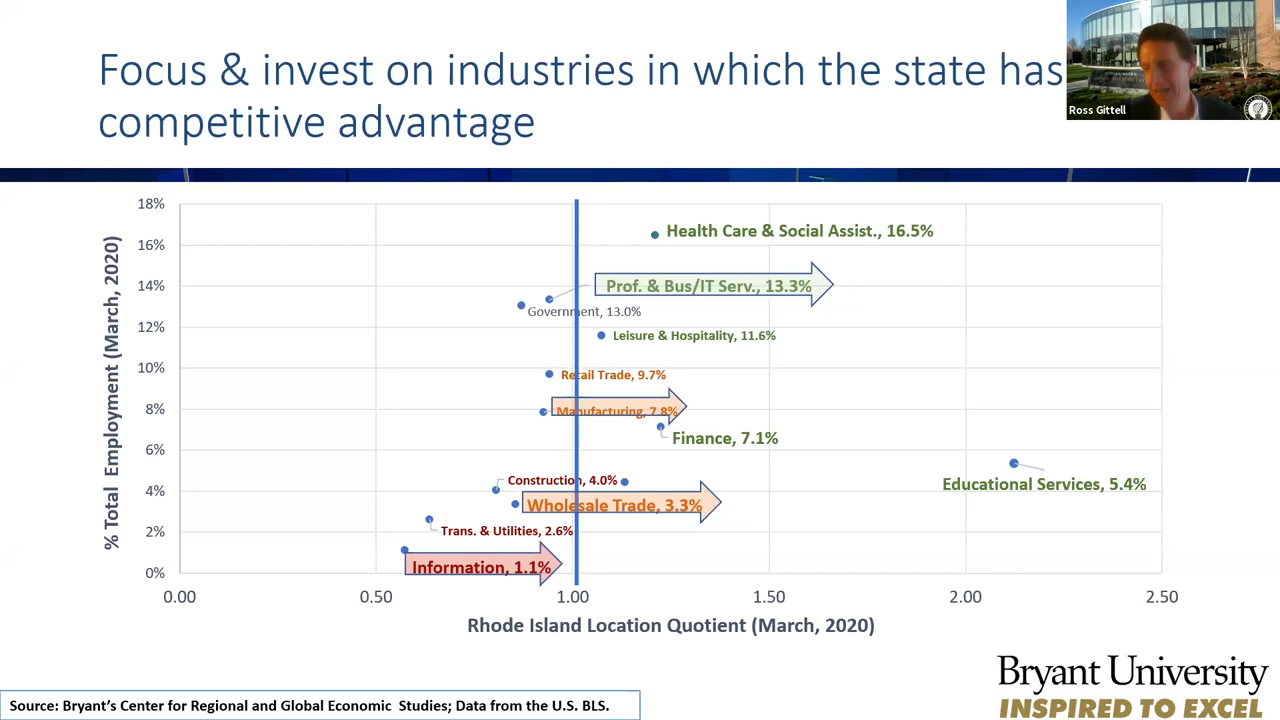 Focus & invest on industries in which the state has
competitive advantage
Ross Gittell
18%
16%
14%
12%
10%
8%
6%
4%
2%
0%
% Total Employment (March, 2020)
Health Care & Social Assist., 16.5%
Prof. & Bus/IT Serv., 13.3%
Government, 13.0%
Leisure & Hospitality, 11.6%
Retail Trade, 9.7%
Manufacturing, 7.8%
Finance, 7.1%
Educational Services, 5.4%
Construction, 4.0%
Wholesale Trade, 3.3%
Trans. & Utilities, 2.6%
Information, 1.1%
0.00 0.50 1.00 1.50 2.00 2.50
Rhode Island Location Quotient (March, 2020)
Bryant University
INSPIRED TO EXCEL
Source: Bryant’s Center for Regional and Global Economic Studies; Data from the U.S. BLS.